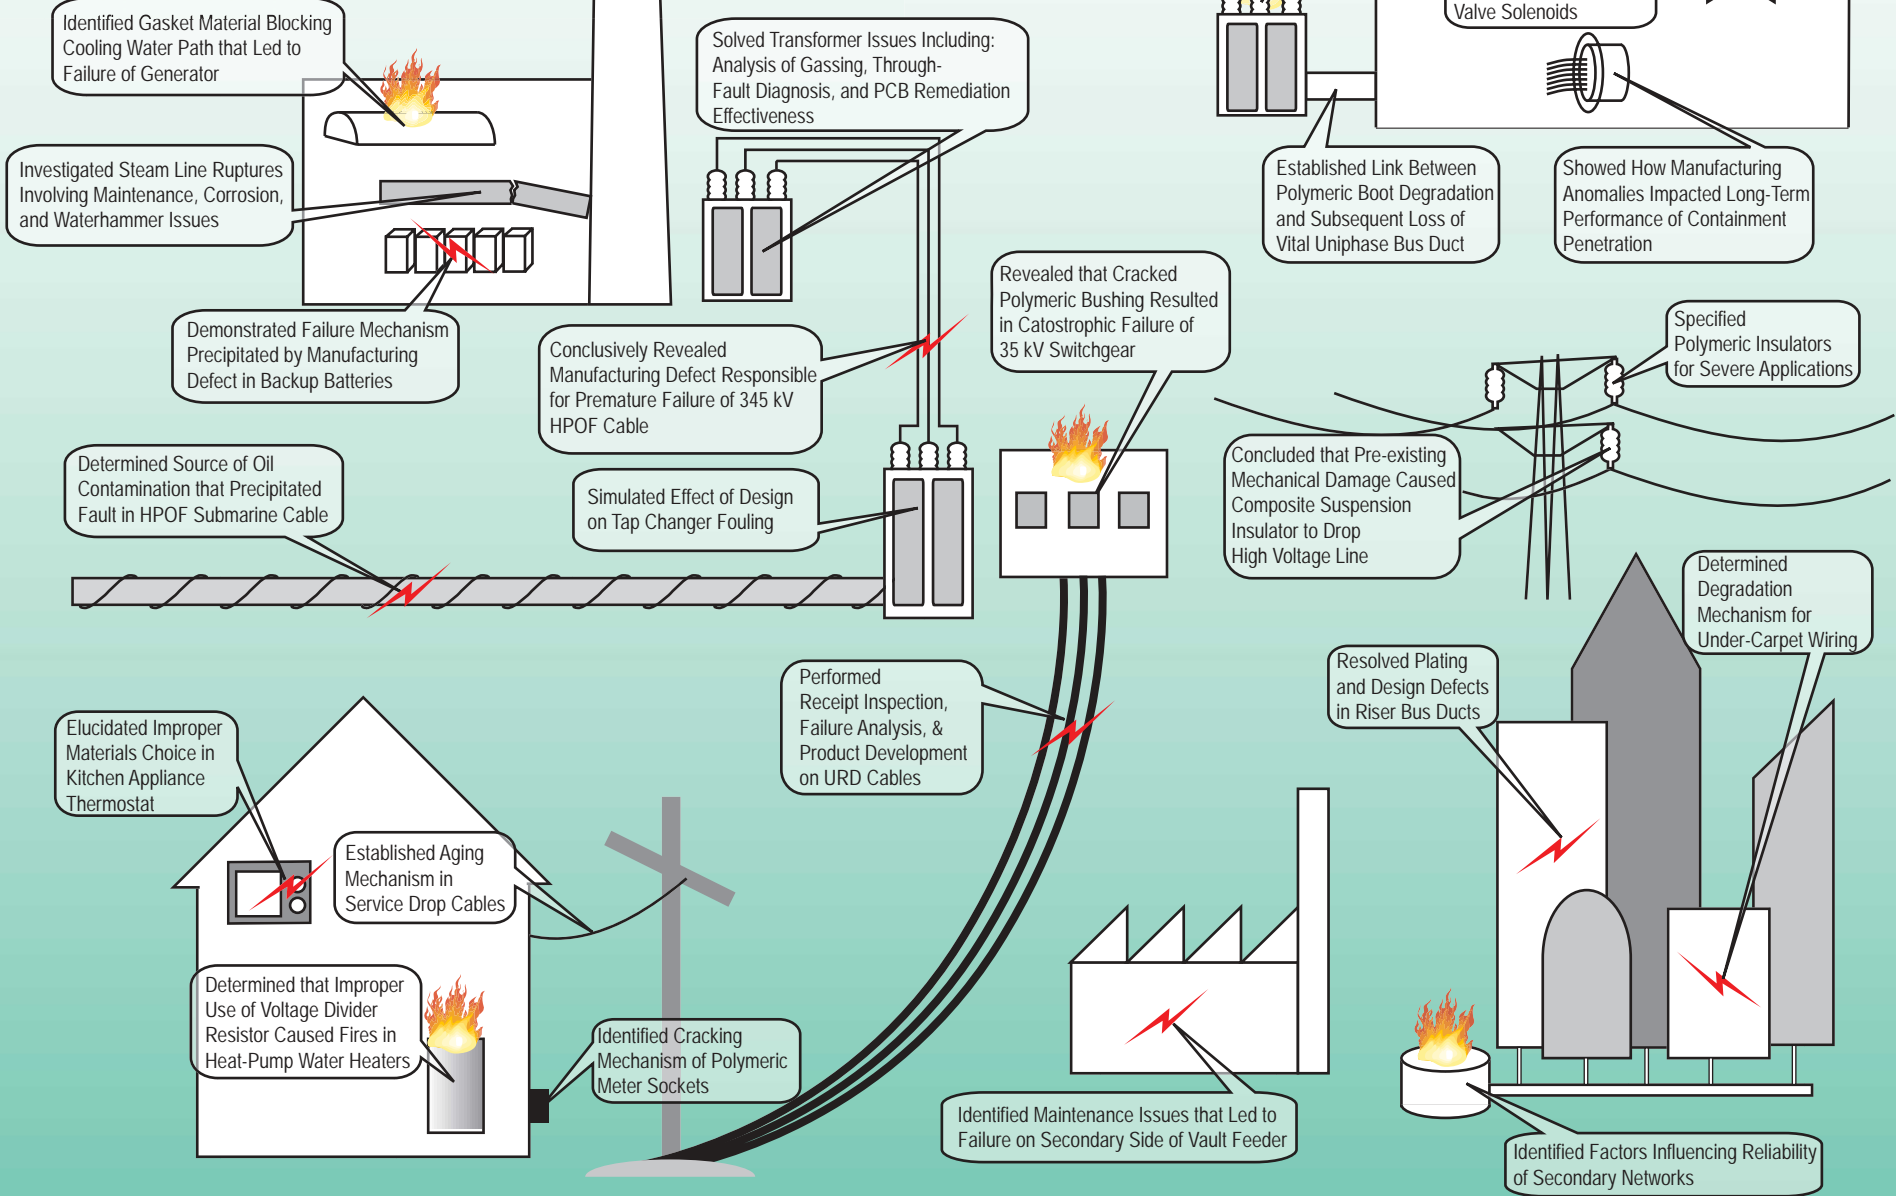 Identified Gasket Material Blocking
Cooling Water Path that Led to
Failure of Generator
Solved Transformer Issues Including:
Analysis of Gassing, Through-
Fault Diagnosis, and PCB Remediation
Effectiveness
Valve Solenoids
Investigated Steam Line Ruptures
Involving Maintenance, Corrosion,
and Waterhammer Issues
Established Link Between
Polymeric Boot Degradation
and Subsequent Loss of
Vital Uniphase Bus Duct
Showed How Manufacturing
Anomalies Impacted Long-Term
Performance of Containment
Penetration
Demonstrated Failure Mechanism
Precipitated by Manufacturing
Defect in Backup Batteries
Conclusively Revealed
Manufacturing Defect Responsible
for Premature Failure of 345 kV
HPOF Cable
Revealed that Cracked
Polymeric Bushing Resulted
in Catostrophic Failure of
35 kV Switchgear
Specified
Polymeric Insulators
for Severe Applications
Determined Source of Oil
Contamination that Precipitated
Fault in HPOF Submarine Cable
Simulated Effect of Design
on Tap Changer Fouling
Concluded that Pre-existing
Mechanical Damage Caused
Composite Suspension
Insulator to Drop
High Voltage Line
Determined
Degradation
Mechanism for
Under-Carpet Wiring
Resolved Plating
and Design Defects
in Riser Bus Ducts
Performed
Receipt Inspection,
Failure Analysis, &
Product Development
on URD Cables
Elucidated Improper
Materials Choice in
Kitchen Appliance
Thermostat
Established Aging
Mechanism in
Service Drop Cables
Determined that Improper
Use of Voltage Divider
Resistor Caused Fires in
Heat-Pump Water Heaters
Identified Cracking
Mechanism of Polymeric
Meter Sockets
Identified Maintenance Issues that Led to
Failure on Secondary Side of Vault Feeder
Identified Factors Influencing Reliability
of Secondary Networks